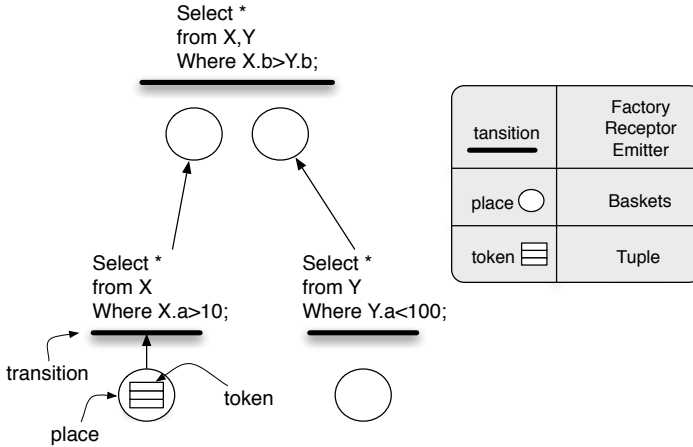 Select *
from X,Y
Where X.b>Y.b;
Select *
from X
Where X.a>10;
Select *
from Y
Where Y.a<100;
transition
place
token
tansition
Factory
Receptor
Emitter
place
Baskets
token
Tuple